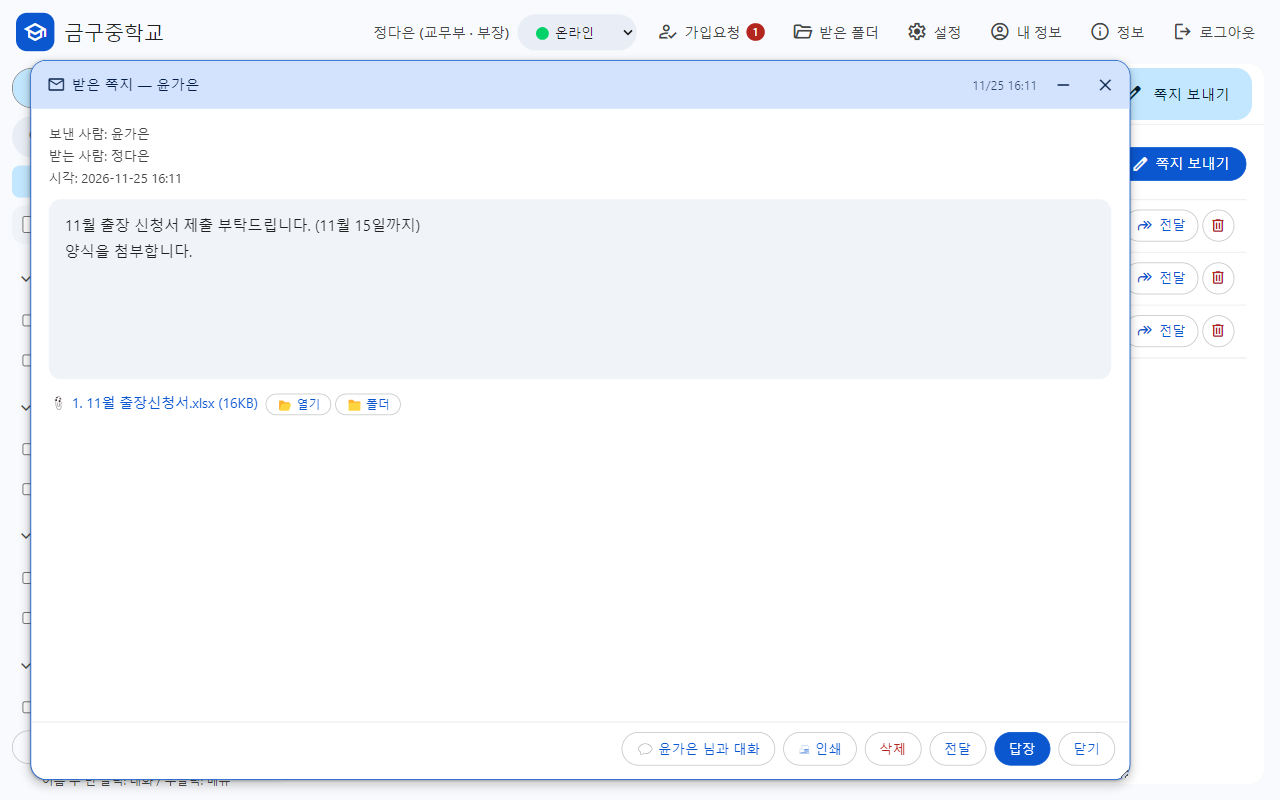 금구중학교
정다은 (교무부 · 부장)
온라인
가입요청 1
받은 폴더
설정
내 정보
정보
로그아웃
받은 쪽지 — 윤가은
11/25 16:11
쪽지 보내기
보낸 사람: 윤가은
받는 사람: 정다은
시각: 2026-11-25 16:11
쪽지 보내기
11월 출장 신청서 제출 부탁드립니다. (11월 15일까지)
양식을 첨부합니다.
전달
전달
전달
1. 11월 출장신청서.xlsx (16KB)
열기
폴더
윤가은 님과 대화
인쇄
삭제
전달
답장
닫기